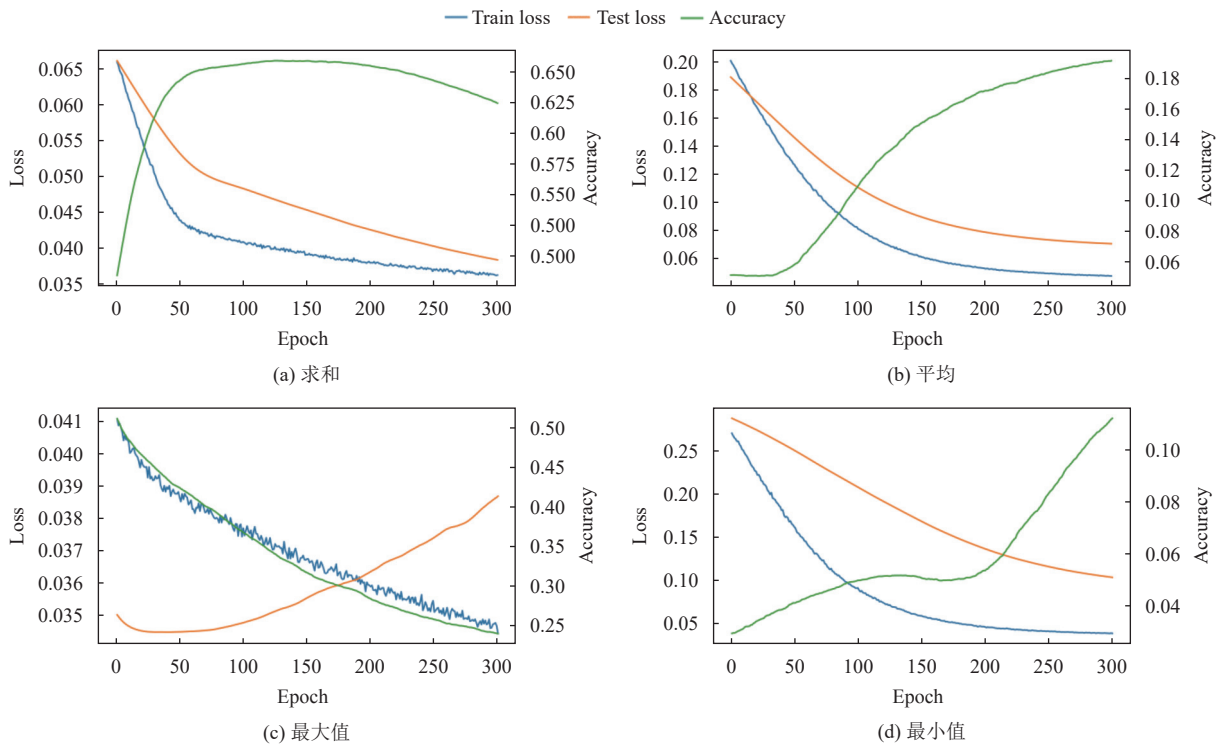 Train loss Test loss Accuracy
0.065
0.060
0.055
0.050
0.045
0.040
0.035
Loss
0.650
0.625
0.600
0.575
0.550
0.500
0.500
Accuracy
0 50 100 150 200 250 300
Epoch
(a) 求和
0.20
0.18
0.16
0.14
0.12
0.10
0.08
0.06
Loss
0.18
0.16
0.14
0.12
0.10
0.08
0.06
Accuracy
0 50 100 150 200 250 300
Epoch
(b) 平均
0.041
0.040
0.039
0.038
0.037
0.036
0.035
Loss
0.50
0.45
0.40
0.35
0.30
0.25
Accuracy
0 50 100 150 200 250 300
Epoch
(c) 最大值
0.25
0.20
0.15
0.10
0.05
Loss
0.10
0.08
0.06
0.04
Accuracy
0 50 100 150 200 250 300
Epoch
(d) 最小值